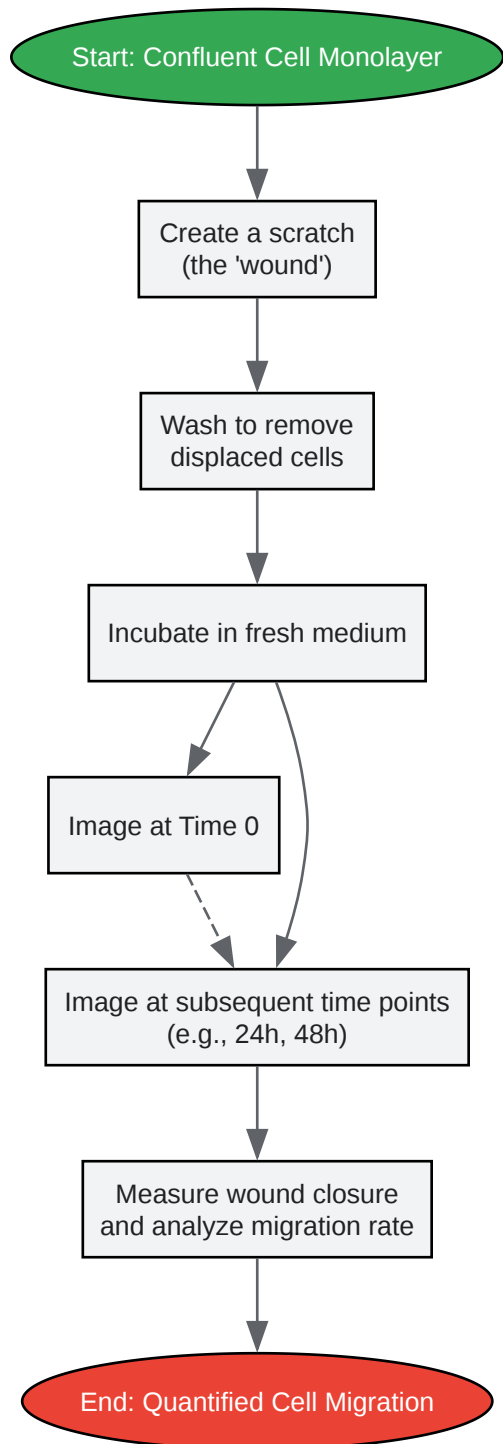 Start: Confluent Cell Monolayer
Create a scratch
(the 'wound')
Wash to remove
displaced cells
Incubate in fresh medium
Image at Time 0
Image at subsequent time points
(e.g., 24h, 48h)
Measure wound closure
and analyze migration rate
End: Quantified Cell Migration